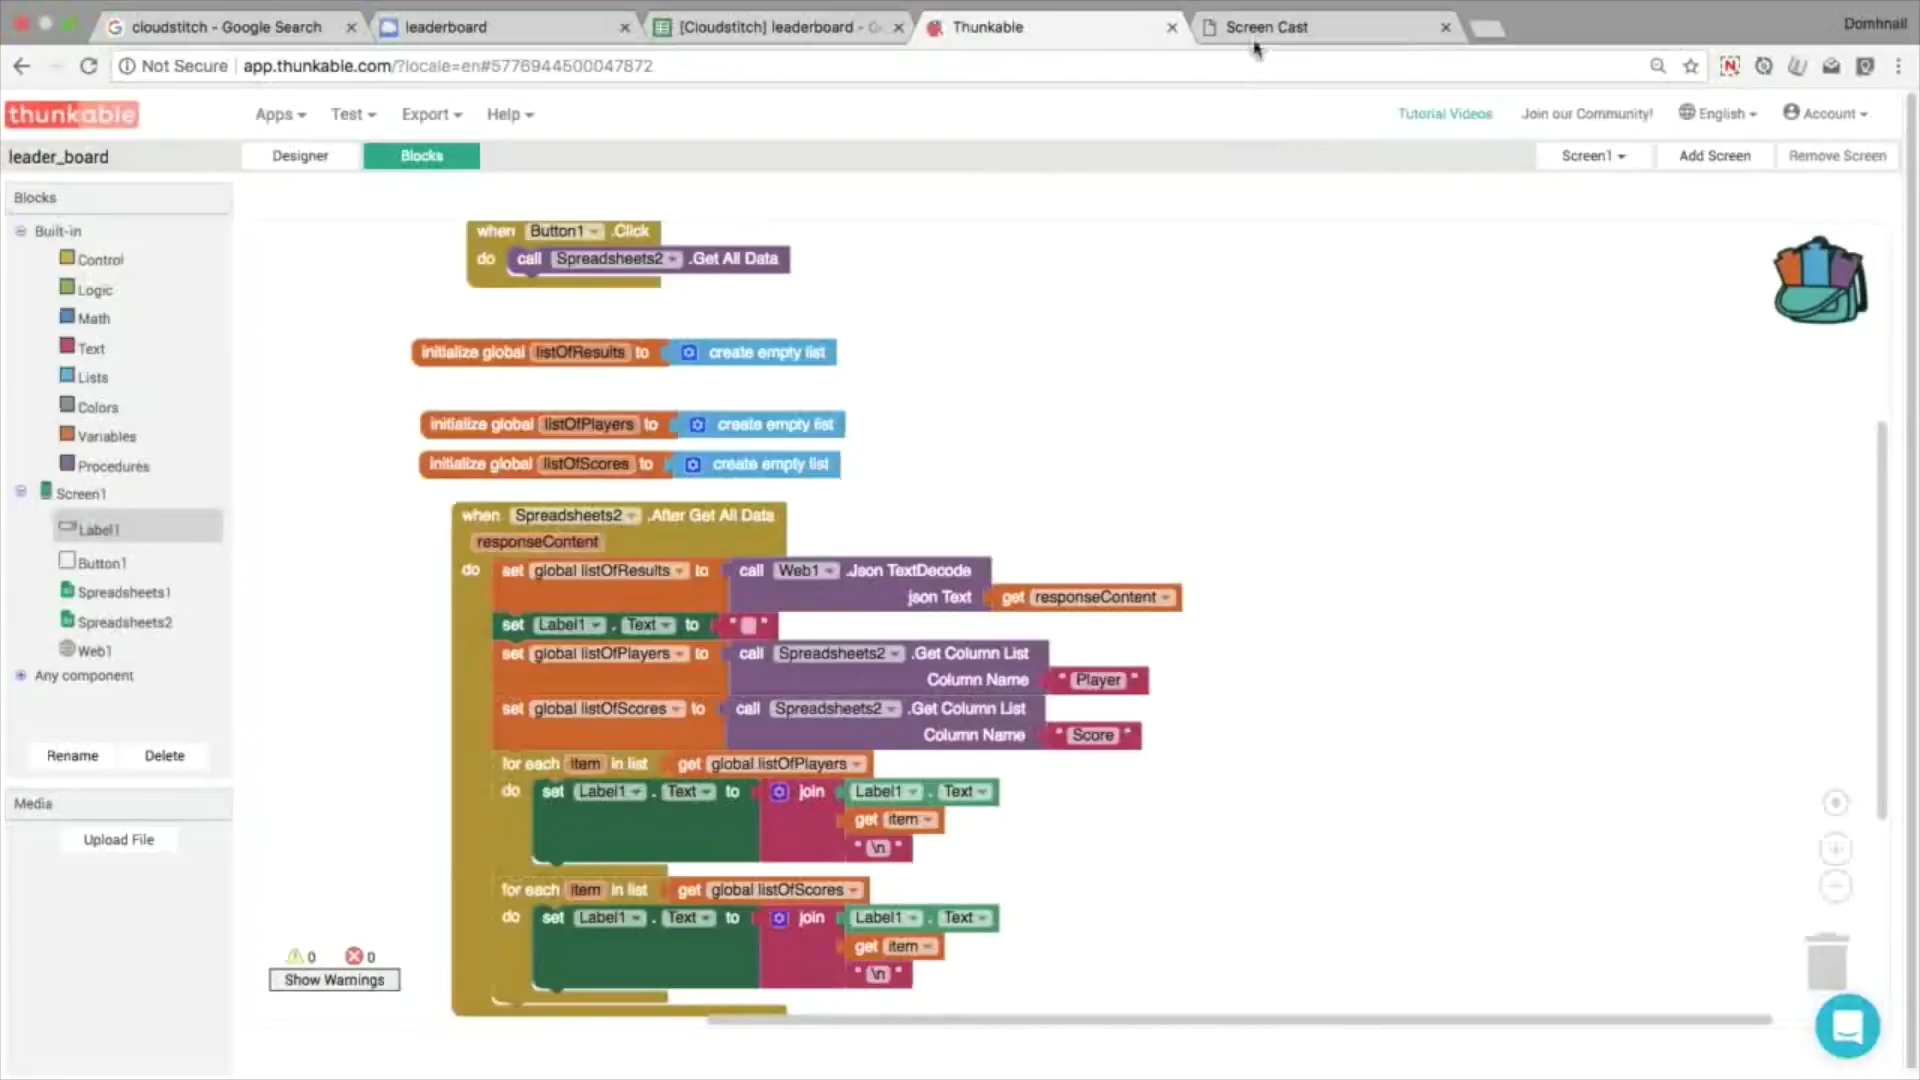 cloudstitch - Google Search
leaderboard
[Cloudstitch] leaderboard -
Thunkable
Screen Cast
Domhnall
Not Secure app.thunkable.com/?locale=en#5776944500047872
thunkable
Apps Test Export Help
Tutorial Videos Join our Community! English Account
leader_board
Designer Blocks
Screen1 Add Screen Remove Screen
Blocks
Built-in
Control
Logic
Math
Text
Lists
Colors
Variables
Procedures
Screen1
Label1
Button1
Spreadsheets1
Spreadsheets2
Web1
Any component
Rename Delete
Media
Upload File
when Button1 .Click
do call Spreadsheets2 .Get All Data
initialize global listOfResults to create empty list
initialize global listOfPlayers to create empty list
initialize global listOfScores to create empty list
when Spreadsheets2 .After Get All Data
responseContent
do set global listOfResults to call Web1 .Json TextDecode
json Text get responseContent
set Label1 . Text to " "
set global listOfPlayers to call Spreadsheets2 .Get Column List
Column Name " Player "
set global listOfScores to call Spreadsheets2 .Get Column List
Column Name " Score "
for each item in list get global listOfPlayers
do set Label1 . Text to join Label1 . Text
get item
" \n "
for each item in list get global listOfScores
do set Label1 . Text to join Label1 . Text
get item
" \n "
0 0
Show Warnings